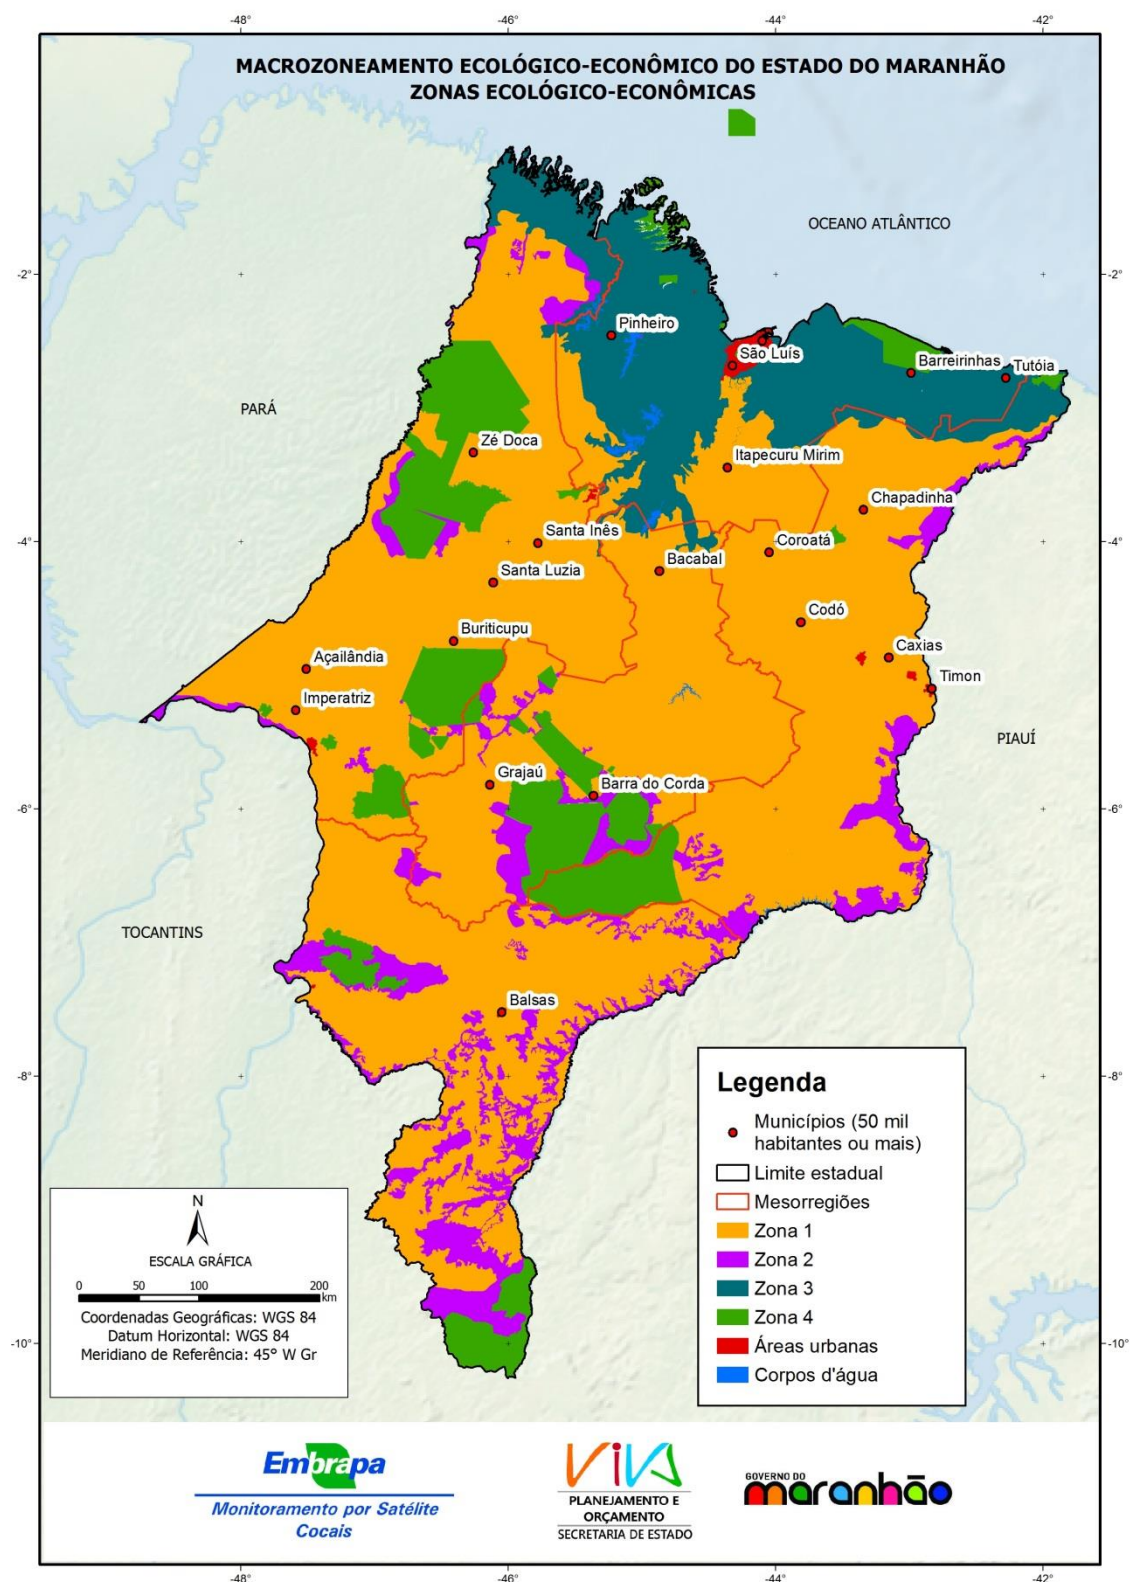 -48°
-46°
-44°
-42°
MACROZONEAMENTO ECOLÓGICO-ECONÔMICO DO ESTADO DO MARANHÃO
ZONAS ECOLÓGICO-ECONÔMICAS
OCEANO ATLÂNTICO
-2°
-2°
Pinheiro
São Luís
Barreirinhas
Tutóia
PARÁ
Zé Doca
Itapecuru Mirim
Chapadinha
Santa Inês
-4°
-4°
Coroatá
Bacabal
Santa Luzia
Codó
Buriticupu
Caxias
Açailândia
Timon
Imperatriz
PIAUÍ
Grajaú
Barra do Corda
-6°
-6°
TOCANTINS
Balsas
-8°
-8°
Legenda
Municípios (50 mil
habitantes ou mais)
Limite estadual
Mesorregiões
Zona 1
Zona 2
Zona 3
Zona 4
Áreas urbanas
Corpos d'água
N
ESCALA GRÁFICA
0 50 100 200
km
Coordenadas Geográficas: WGS 84
Datum Horizontal: WGS 84
Meridiano de Referência: 45° W Gr
-10°
-10°
Embrapa
Monitoramento por Satélite
Cocais
VIVA
PLANEJAMENTO E
ORÇAMENTO
SECRETARIA DE ESTADO
GOVERNO DO
maranhão
-48°
-46°
-44°
-42°